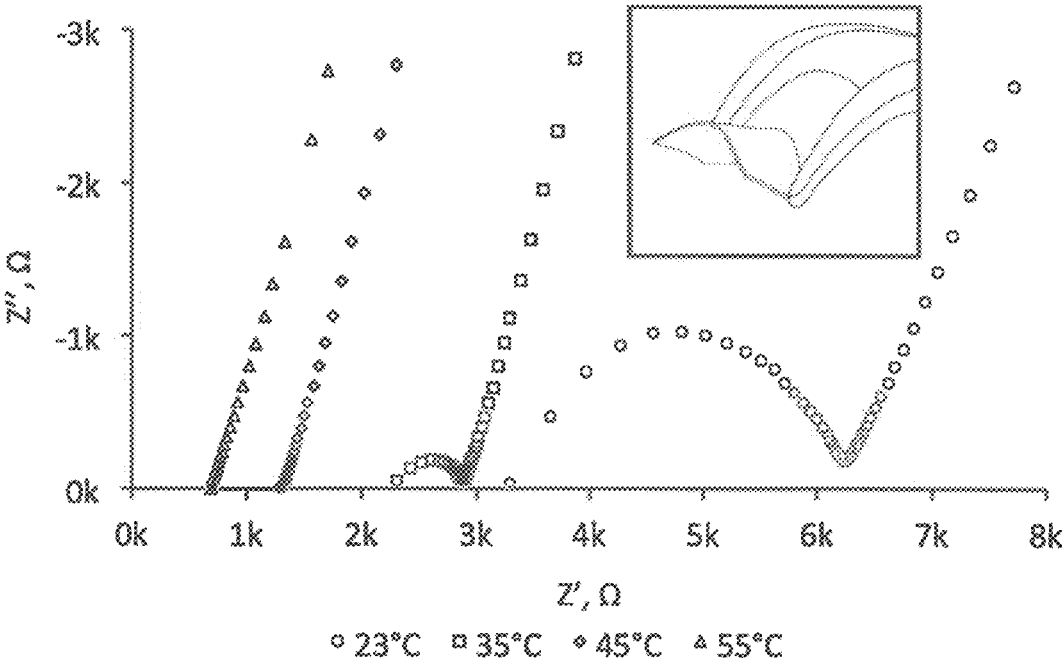 -3k
-2k
-1k
0k
Z'', Ω
0k 1k 2k 3k 4k 5k 6k 7k 8k
Z', Ω
23°C 35°C 45°C 55°C